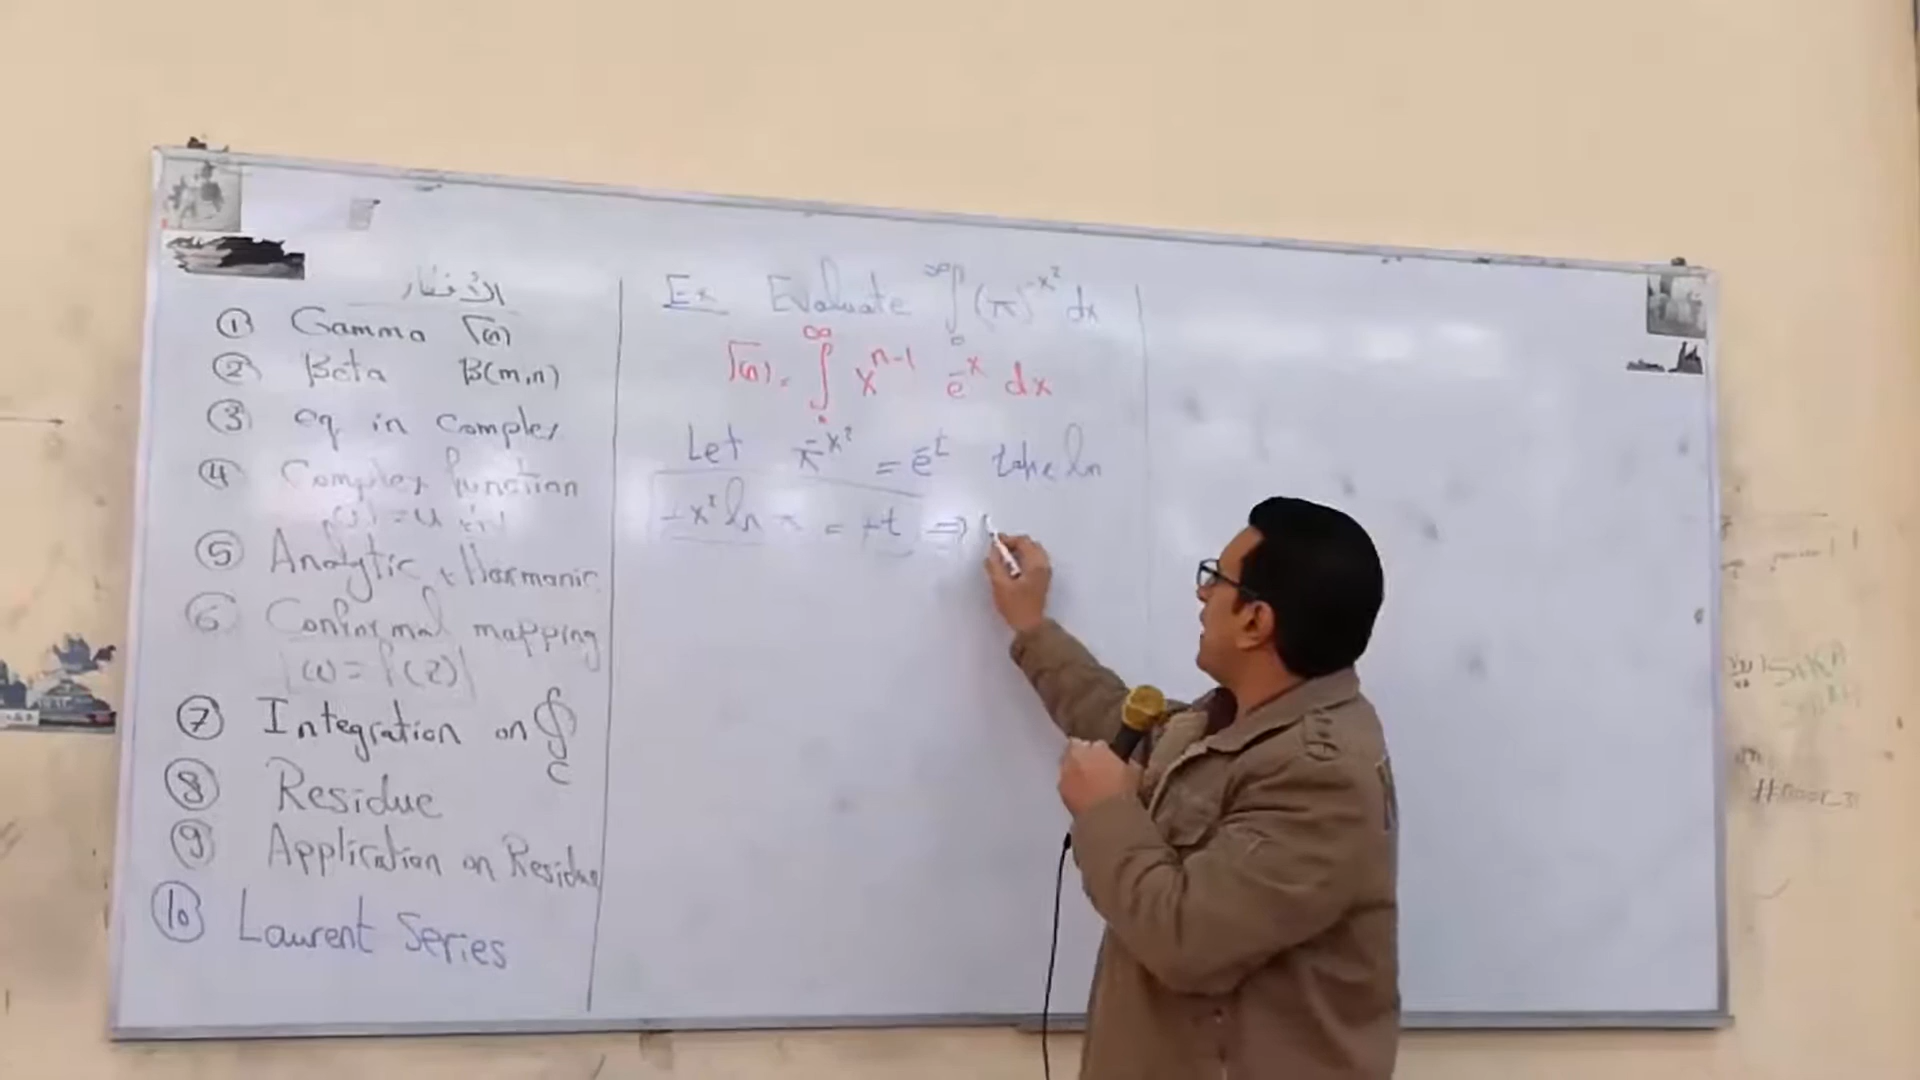 الأفكار
① Gamma Γ(n)
② Beta β(m,n)
③ eq in Complex
④ Complex function
⑤ Analytic + Harmonic
⑥ Conformal mapping
w = f(z)
⑦ Integration on ∮_C
⑧ Residue
⑨ Application on Residue
⑩ Laurent Series
Ex Evaluate ∫₀^∞ (π)^{-x²} dx
Γ(n) = ∫₀^∞ x^{n-1} e^{-x} dx
Let π^{-x²} = e^{-t} take ln
+x² ln π = +t ⇒